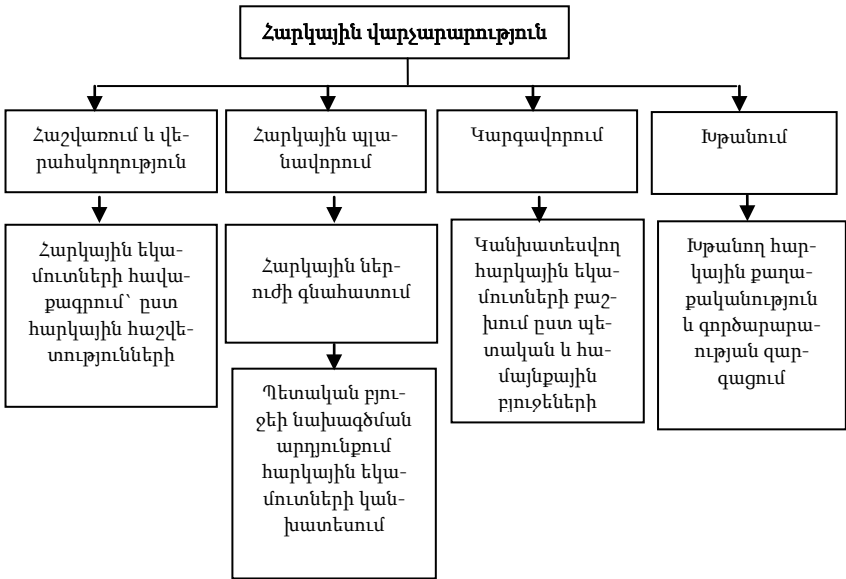 Հարկային վարչարարություն
Հաշվառում և վե-
րահսկողություն
Հարկային պլա-
նավորում
Կարգավորում
Խթանում
Հարկային եկա-
մուտների հավա-
քագրում՝ ըստ
հարկային հաշվե-
տությունների
Հարկային ներ-
ուժի գնահատում
Պետական բյու-
ջեի նախագծման
արդյունքում
հարկային եկա-
մուտների կան-
խատեսում
Կանխատեսվող
հարկային եկա-
մուտների բաշ-
խում ըստ պե-
տական և հա-
մայնքային
բյուջեների
Խթանող հար-
կային քաղա-
քականություն
և գործարարա-
ության զար-
գացում